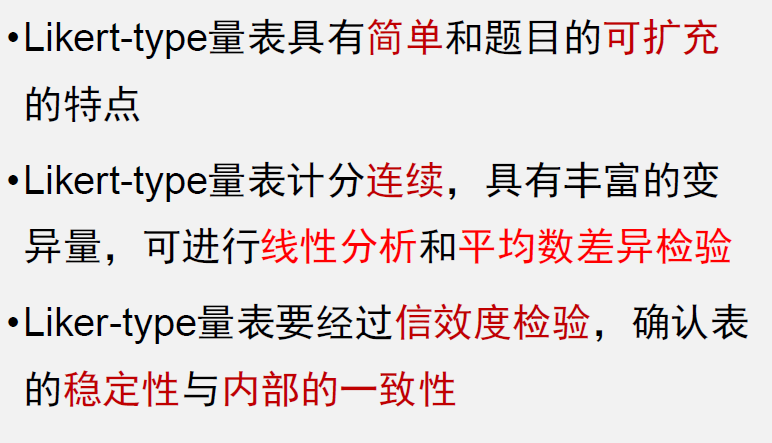 •Likert-type量表具有简单和题目的可扩充
的特点
•Likert-type量表计分连续，具有丰富的变
异量，可进行线性分析和平均数差异检验
•Liker-type量表要经过信效度检验，确认表
的稳定性与内部的一致性